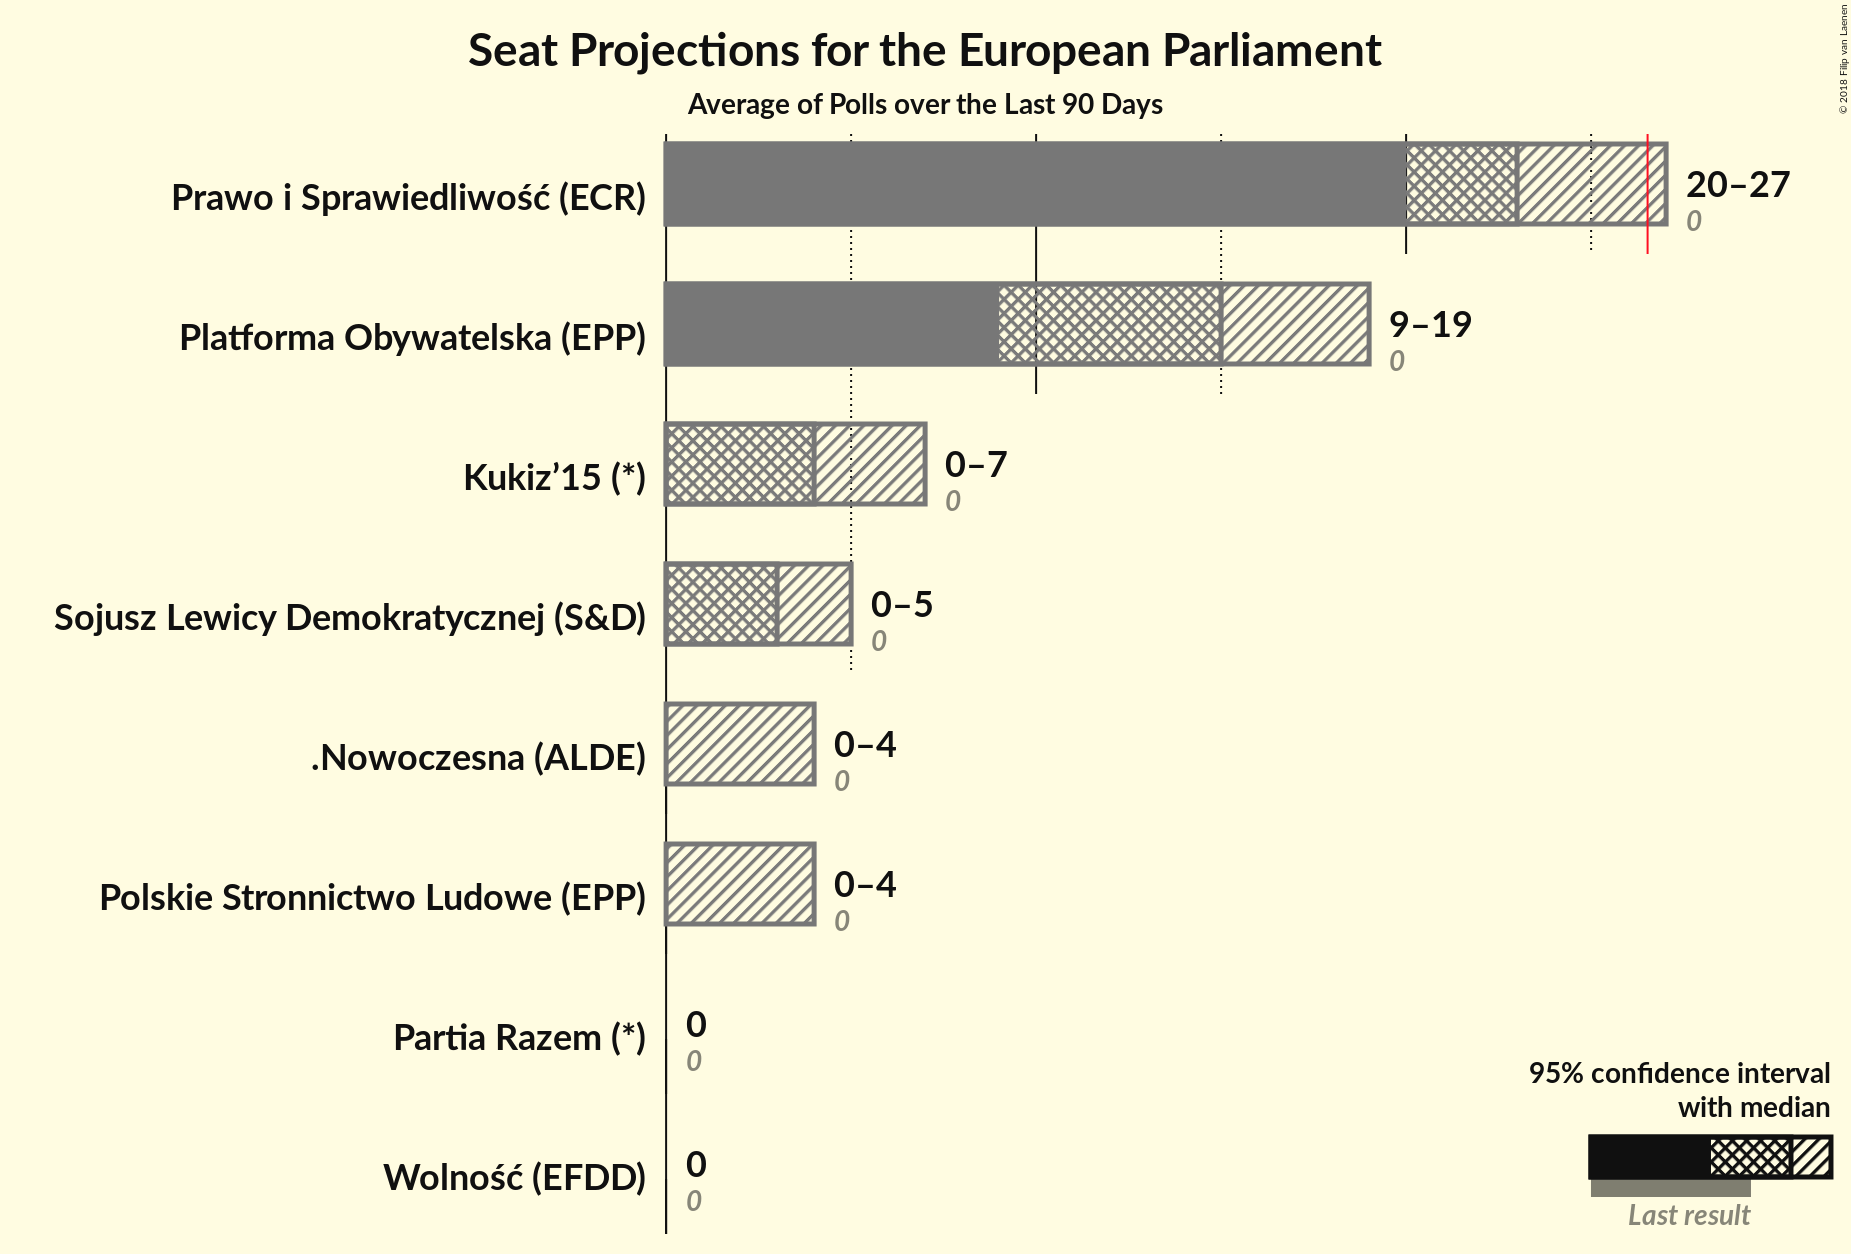 Seat Projections for the European Parliament
Average of Polls over the Last 90 Days
© 2018 Filip van Laenen
Prawo i Sprawiedliwość (ECR)
20–27
0
Platforma Obywatelska (EPP)
9–19
0
Kukiz’15 (*)
0–7
0
Sojusz Lewicy Demokratycznej (S&D)
0–5
0
.Nowoczesna (ALDE)
0–4
0
Polskie Stronnictwo Ludowe (EPP)
0–4
0
Partia Razem (*)
0
0
Wolność (EFDD)
0
0
95% confidence interval
with median
Last result